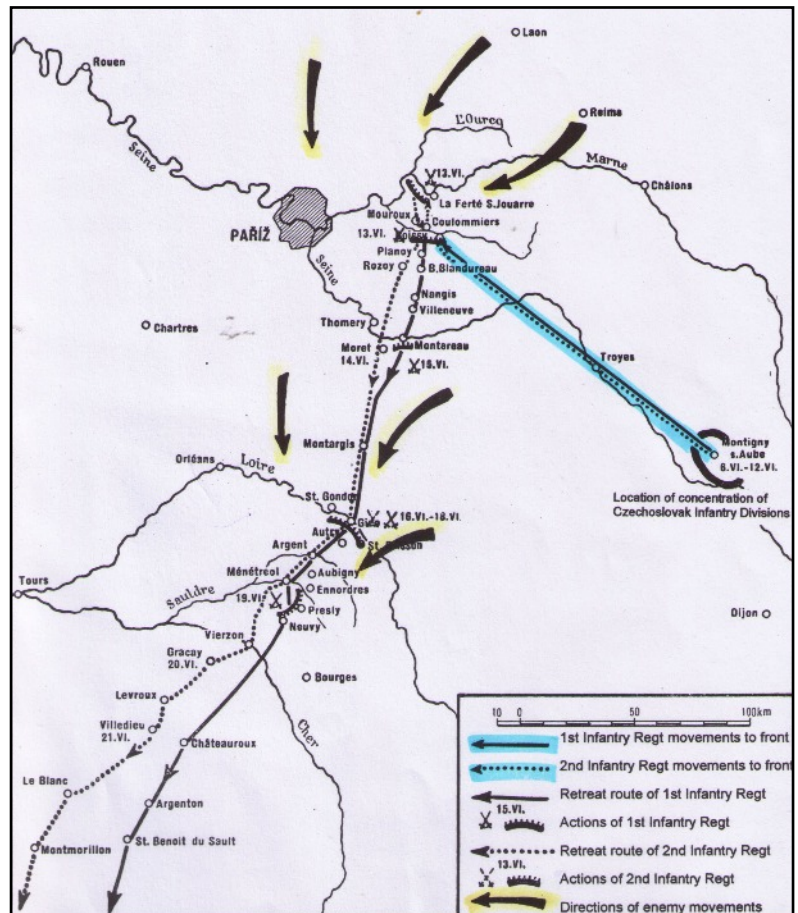 Laon
Rouen
L'Ourcq
Reims
Seine
13.VI.
Marne
Châlons
La Ferté S.Jouarre
Mouroux
Coulommiers
PAŘÍŽ
13.VI.
Planoy
Rozoy
B.Blandureau
Seine
Nangis
Villeneuve
Thomery
Chartres
Moret
14.VI.
Montereau
15.VI.
Troyes
Montigny
s.Aube
6.VI.-12.VI.
Location of concentration of
Czechoslovak Infantry Divisions
Montargis
Orléans
Loire
St. Gondon
16.VI.-18.VI.
Argent
Aubigny
Ménétreol
Ennordres
Tours
Sauldre
19.VI.
Presly
Neuvy
Dijon
Vierzon
Gracay
20.VI.
Bourges
Levroux
Villedieu
21.VI.
Cher
Châteauroux
Le Blanc
Argenton
Montmorillon
St. Benoit du Sault
10 0 50 100km
1st Infantry Regt movements to front
2nd Infantry Regt movements to front
Retreat route of 1st Infantry Regt
15.VI.
Actions of 1st Infantry Regt
Retreat route of 2nd Infantry Regt
13.VI.
Actions of 2nd Infantry Regt
Directions of enemy movements